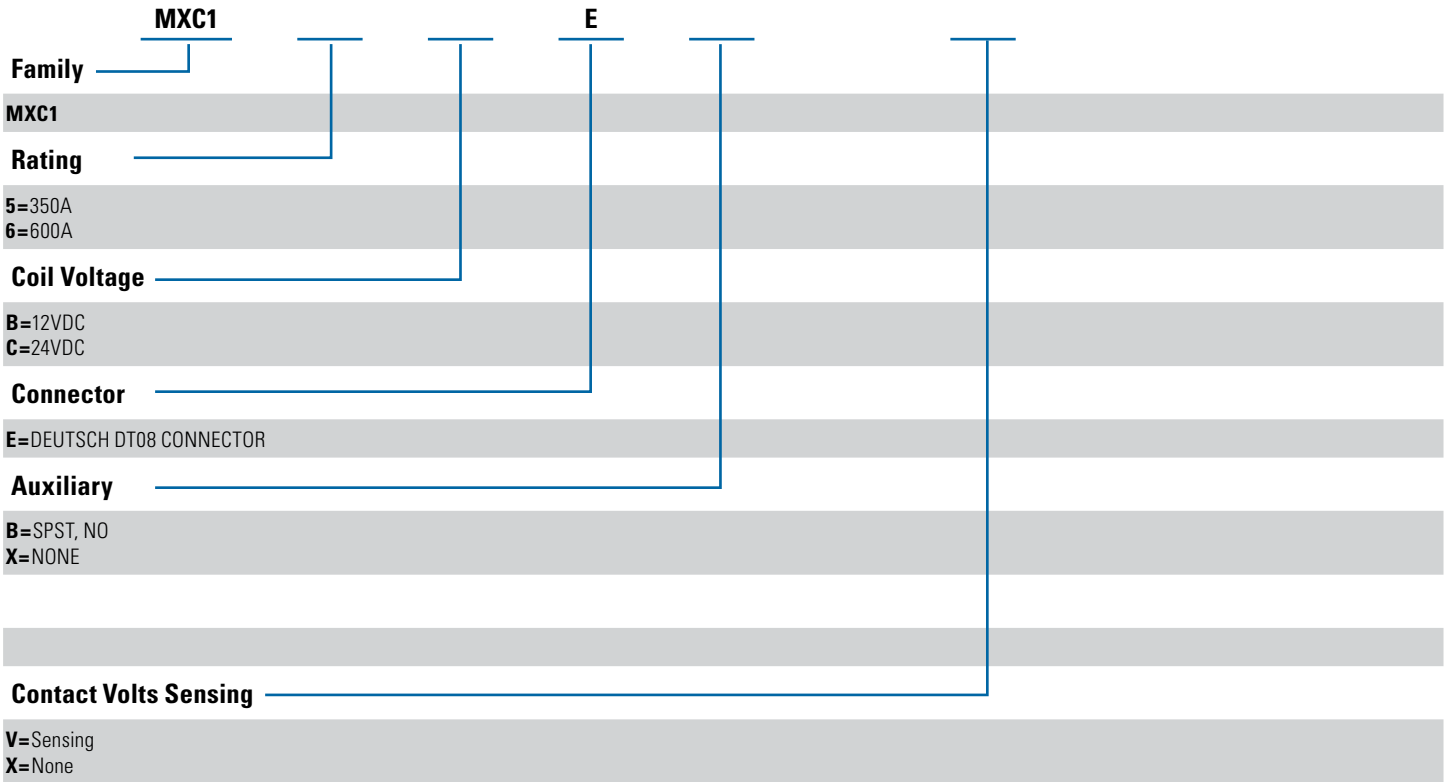 MXC1 E
Family
MXC1
Rating
5=350A
6=600A
Coil Voltage
B=12VDC
C=24VDC
Connector
E=DEUTSCH DT08 CONNECTOR
Auxiliary
B=SPST, NO
X=NONE
Contact Volts Sensing
V=Sensing
X=None